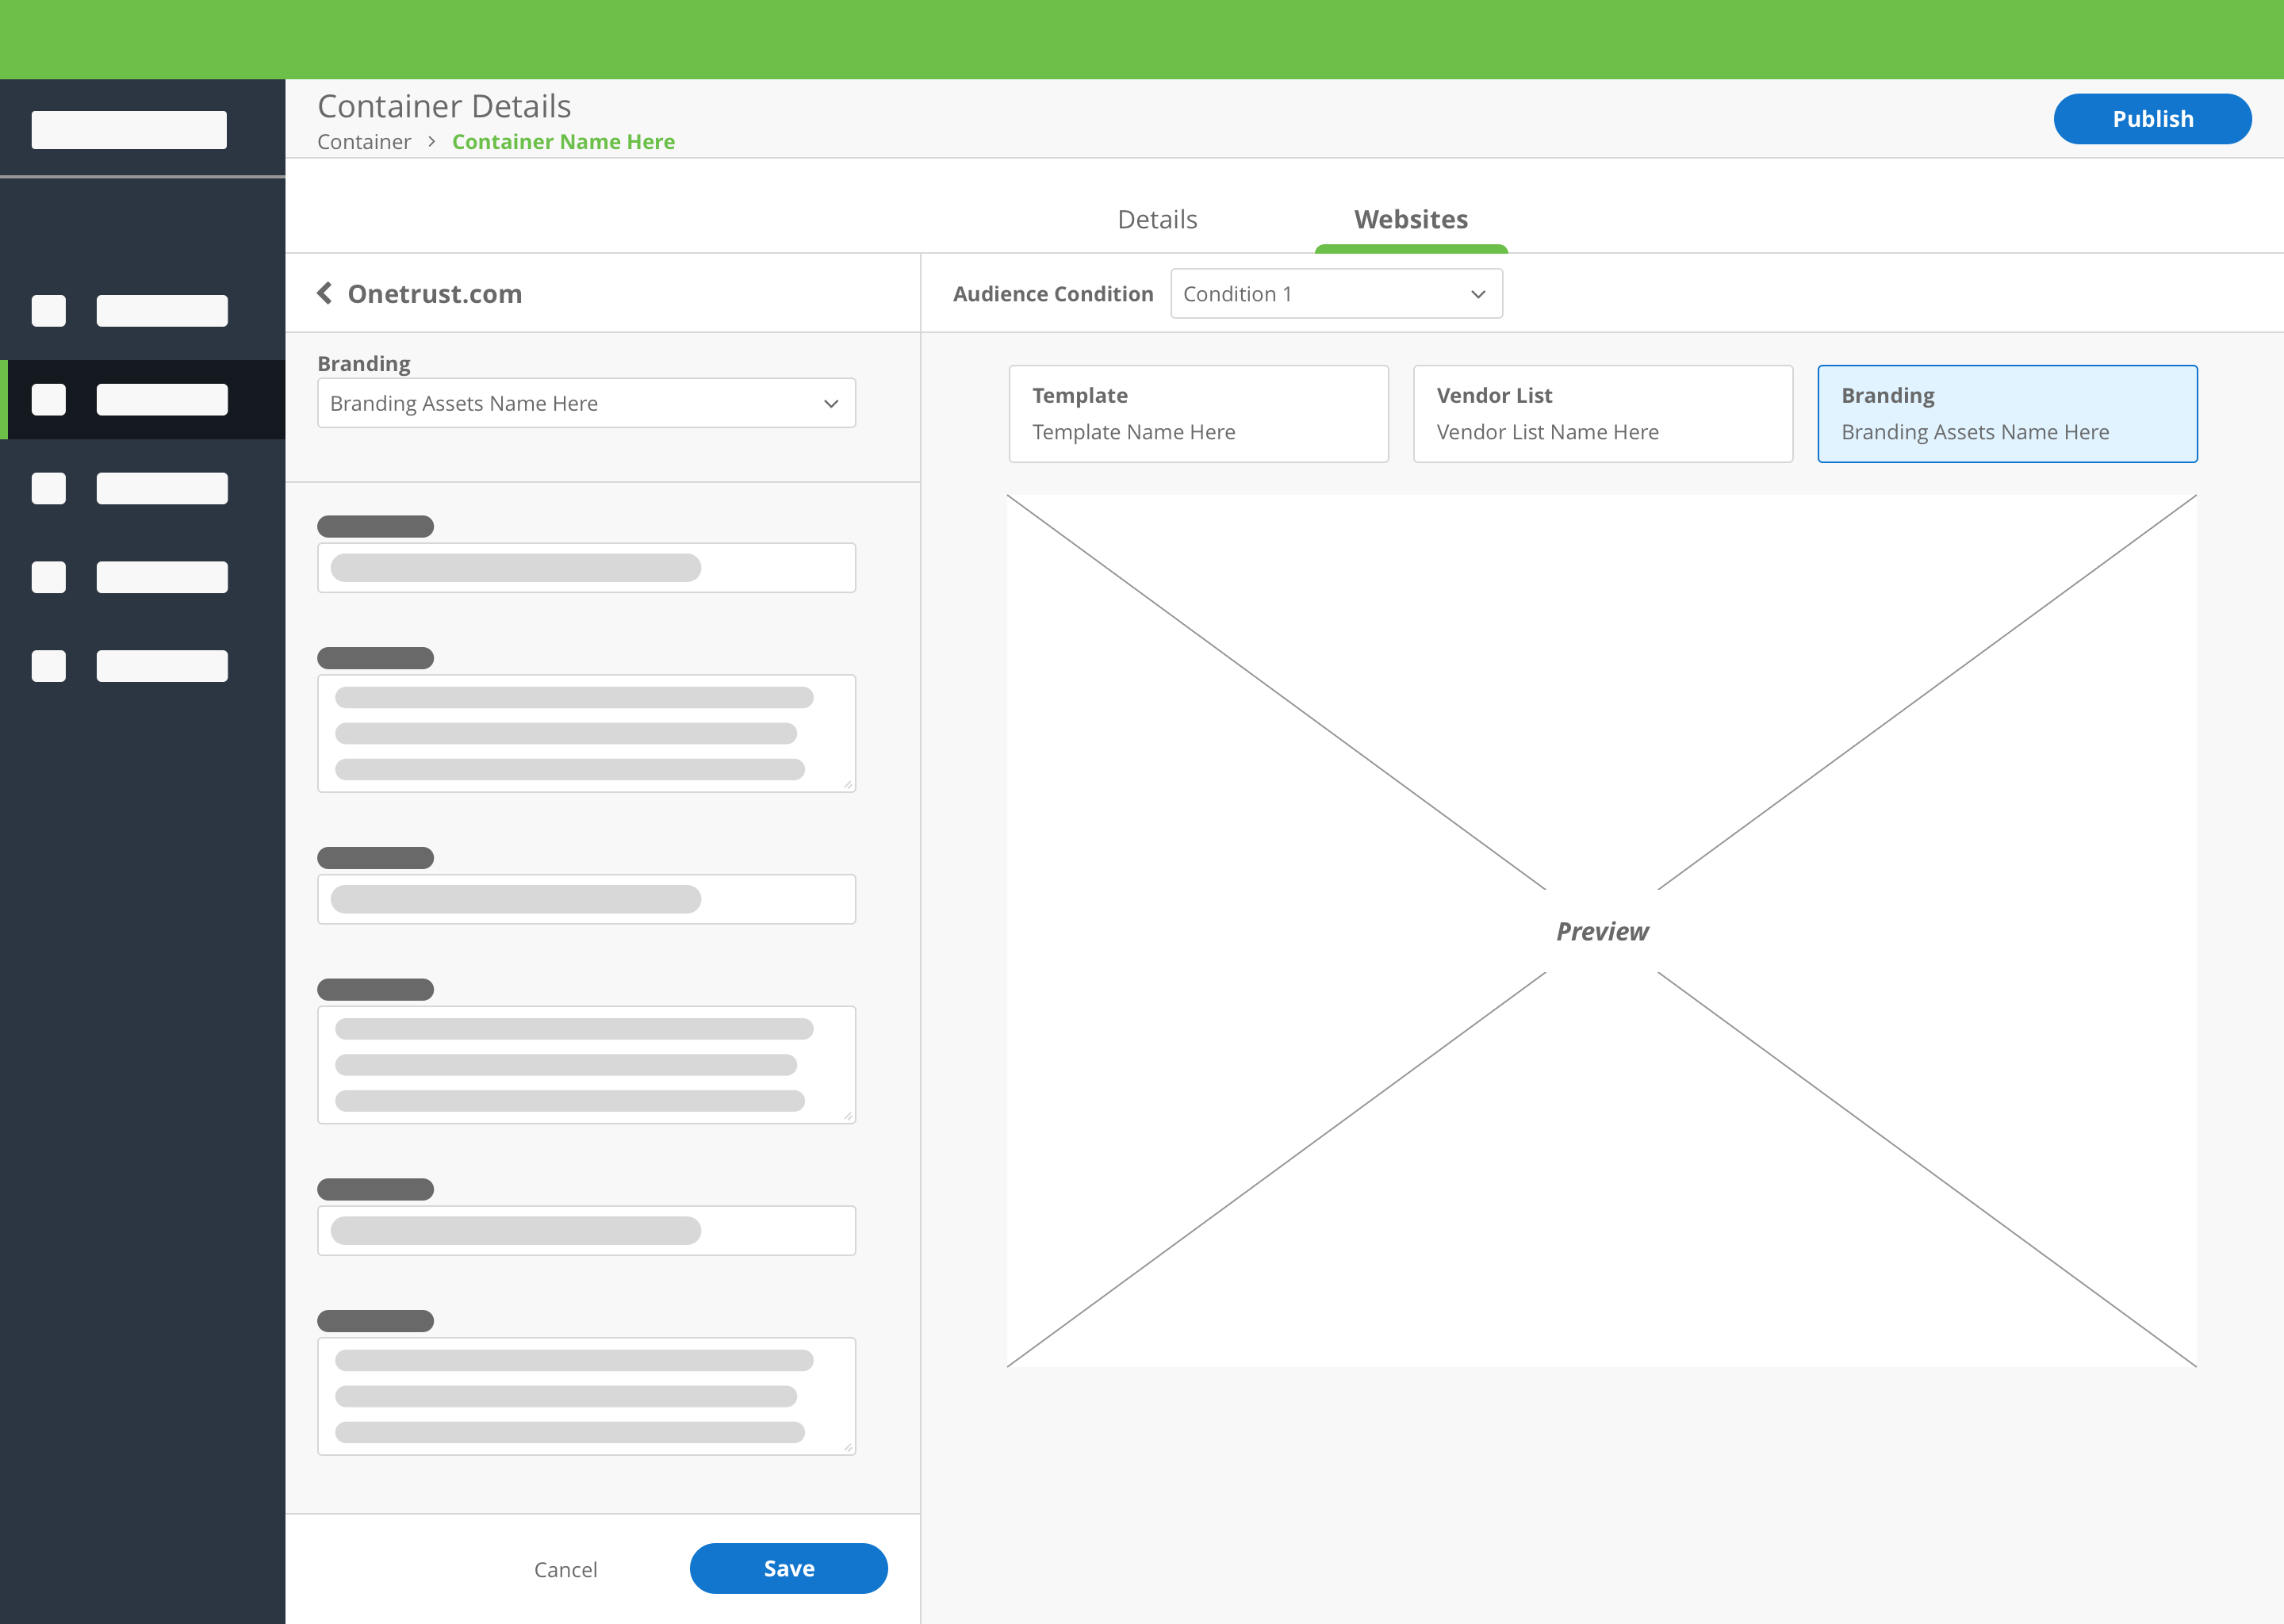 Container Details
Container > Container Name Here
Publish
Details
Websites
Onetrust.com
Audience Condition
Condition 1
Branding
Branding Assets Name Here
Template
Template Name Here
Vendor List
Vendor List Name Here
Branding
Branding Assets Name Here
Preview
Cancel
Save